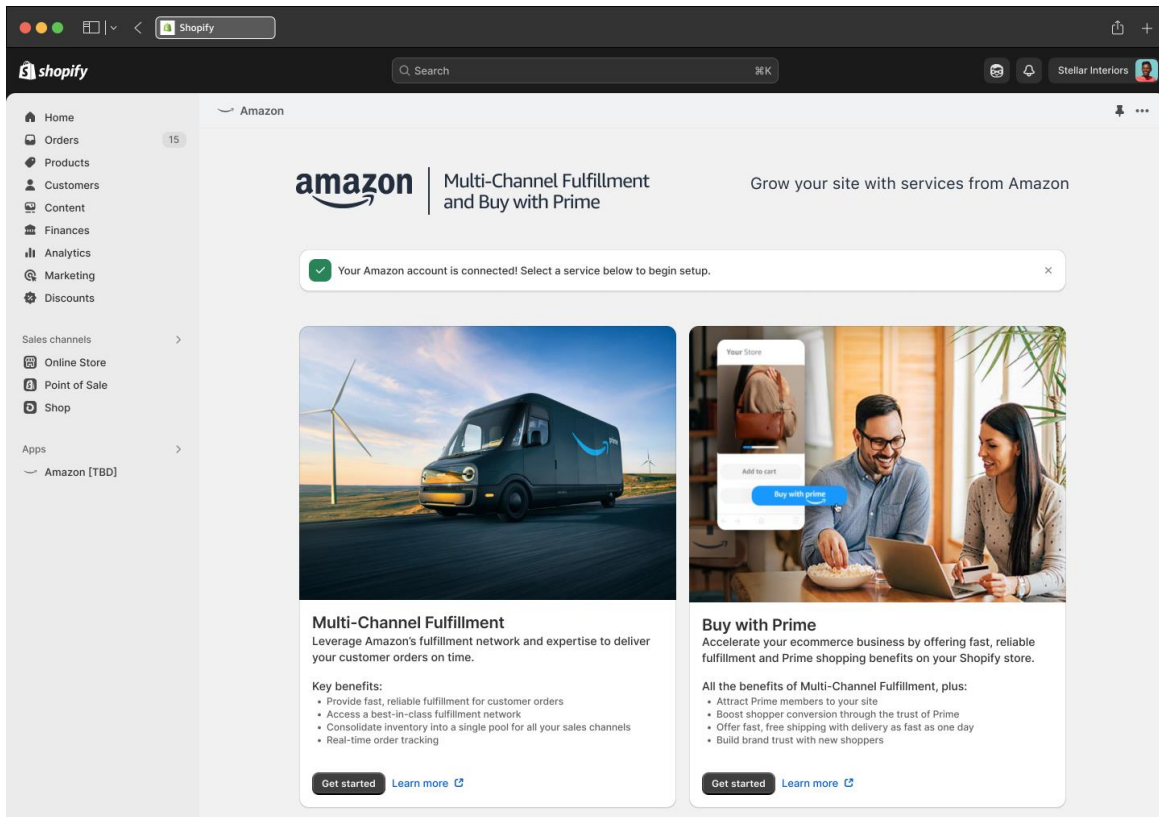 Shopify
shopify
Search
⌘K
Stellar Interiors
Home
Orders
15
Products
Customers
Content
Finances
Analytics
Marketing
Discounts
Sales channels
Online Store
Point of Sale
Shop
Apps
Amazon [TBD]
Amazon
amazon
Multi-Channel Fulfillment
and Buy with Prime
Grow your site with services from Amazon
Your Amazon account is connected! Select a service below to begin setup.
prime
Multi-Channel Fulfillment
Leverage Amazon's fulfillment network and expertise to deliver
your customer orders on time.
Key benefits:
• Provide fast, reliable fulfillment for customer orders
• Access a best-in-class fulfillment network
• Consolidate inventory into a single pool for all your sales channels
• Real-time order tracking
Get started
Learn more
Your Store
Add to cart
Buy with prime
Buy with Prime
Accelerate your ecommerce business by offering fast, reliable
fulfillment and Prime shopping benefits on your Shopify store.
All the benefits of Multi-Channel Fulfillment, plus:
• Attract Prime members to your site
• Boost shopper conversion through the trust of Prime
• Offer fast, free shipping with delivery as fast as one day
• Build brand trust with new shoppers
Get started
Learn more